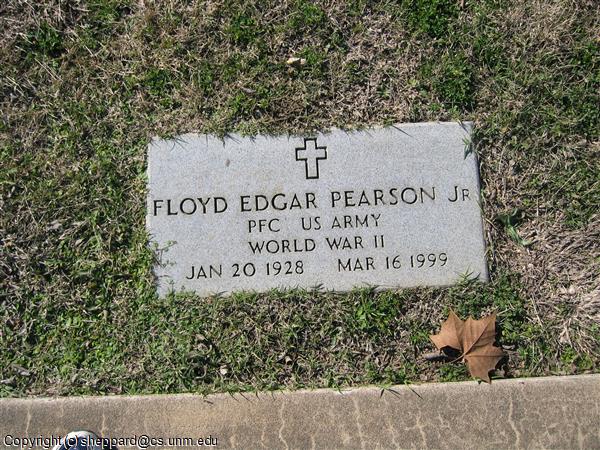 FLOYD EDGAR PEARSON JR
PFC US ARMY
WORLD WAR II
JAN 20 1928 MAR 16 1999
Copyright (c) sheppard@cs.unm.edu